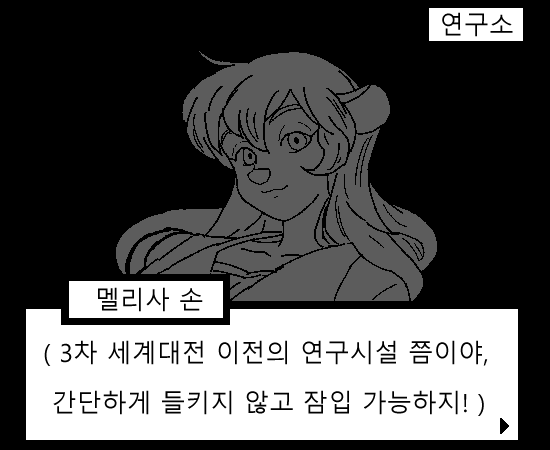 연구소
멜리사 손
( 3차 세계대전 이전의 연구시설 쯤이야,
간단하게 들키지 않고 잠입 가능하지! )